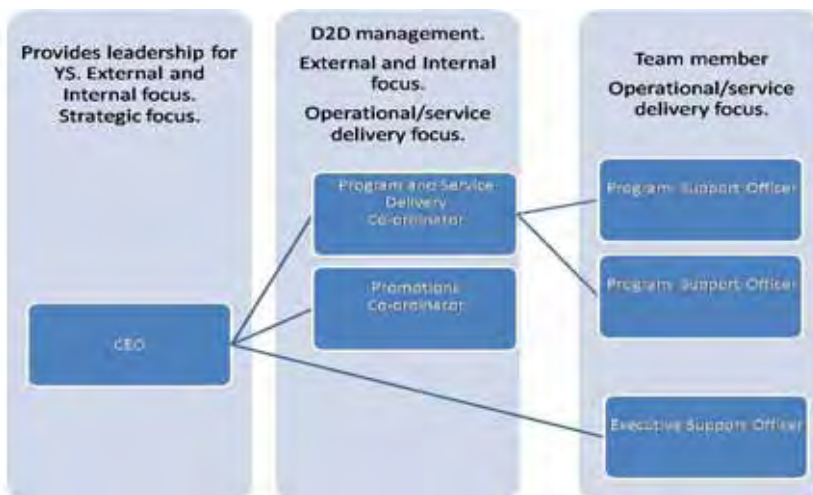 Provides leadership for
YS. External and
Internal focus.
Strategic focus.
CEO
D2D management.
External and Internal
focus.
Operational/service
delivery focus.
Program and Service
Delivery
Co-ordinator
Promotions
Co-ordinator
Team member
Operational/service
delivery focus.
Program Support Officer
Program Support Officer
Executive Support Officer